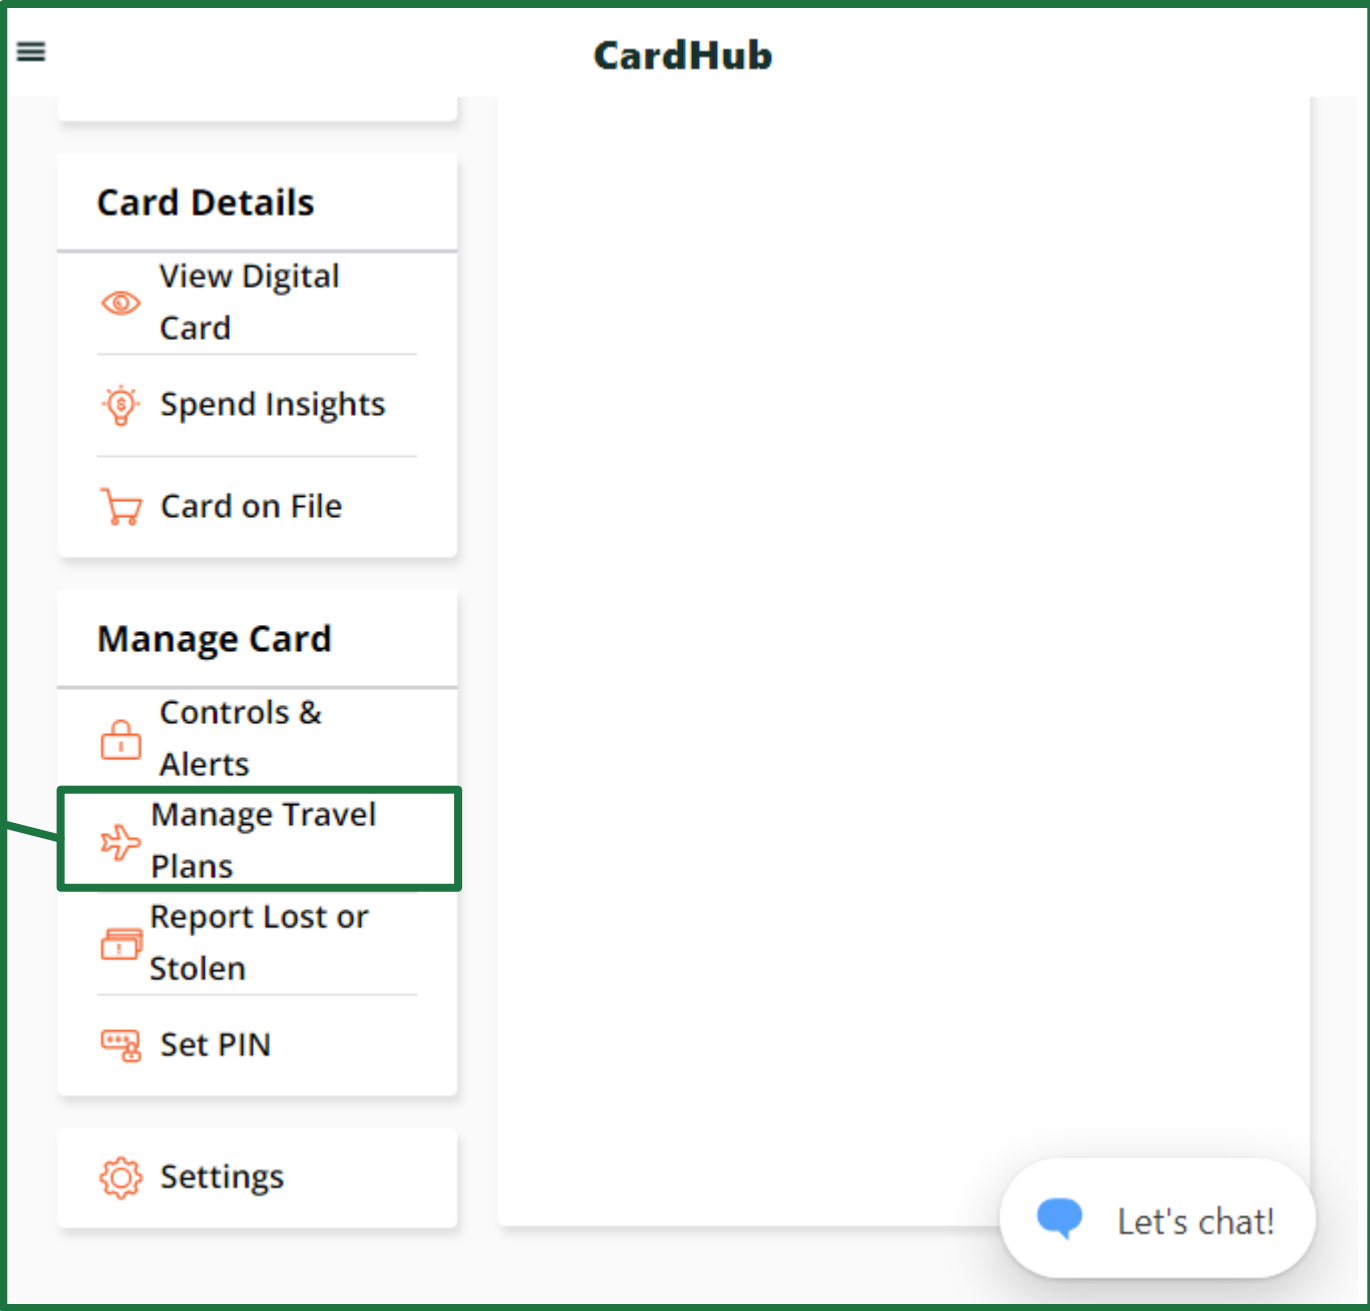 CardHub
Card Details
View Digital
Card
Spend Insights
Card on File
Manage Card
Controls &
Alerts
Manage Travel
Plans
Report Lost or
Stolen
Set PIN
Settings
Let's chat!